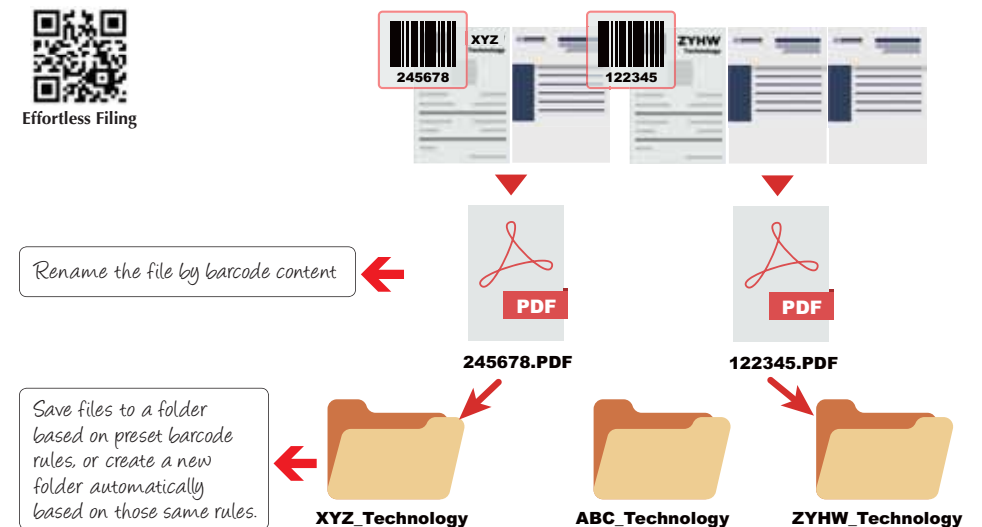 XYZ
Technology
245678
ZYHW
Technology
122345
Effortless Filing
Rename the file by barcode content
PDF
PDF
245678.PDF
122345.PDF
Save files to a folder
based on preset barcode
rules, or create a new
folder automatically
based on those same rules.
XYZ_Technology
ABC_Technology
ZYHW_Technology